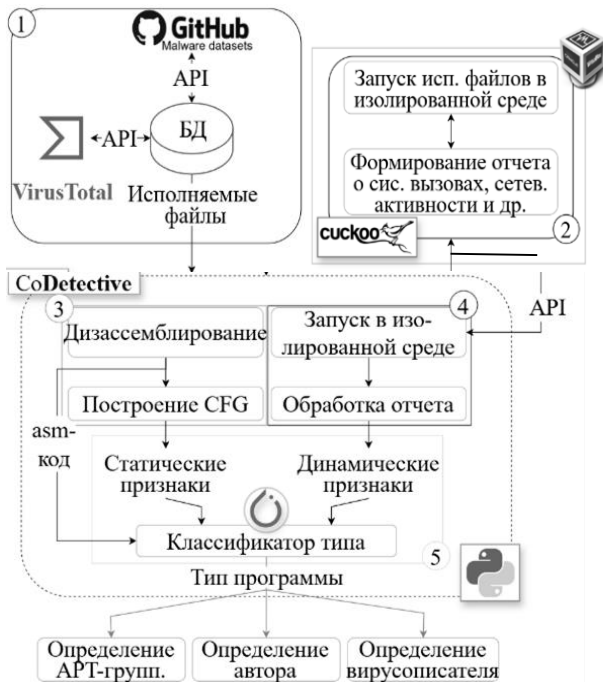 1
GitHub
Malware datasets
API
БД
API
VirusTotal
Исполняемые
файлы
Запуск исп. файлов в
изолированной среде
Формирование отчета
о сис. вызовах, сетев.
активности и др.
cuckoo
2
CoDetective
3
Дизассемблирование
Построение CFG
asm-
код
4
Запуск в изо-
лированной среде
Обработка отчета
API
Статические
признаки
Динамические
признаки
Классификатор типа
5
Тип программы
Определение
APT-групп.
Определение
автора
Определение
вирусописателя